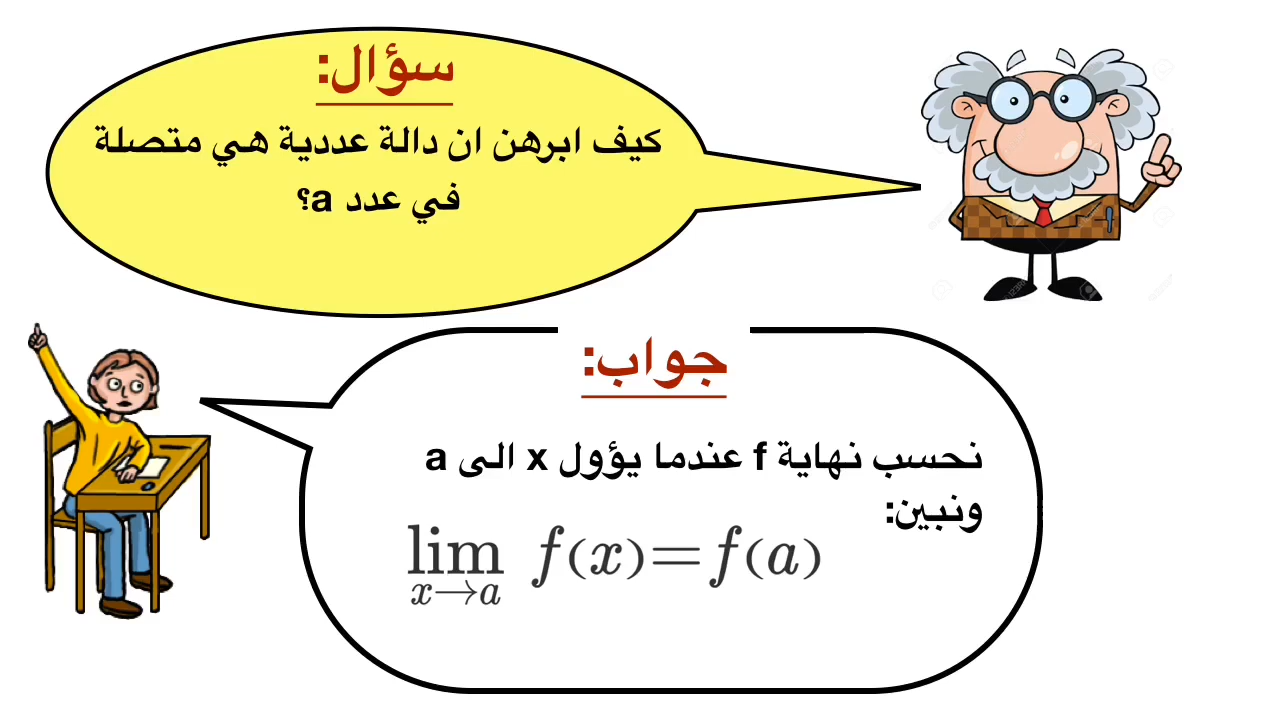 سؤال:
كيف ابرهن ان دالة عددية هي متصلة
في عدد a؟
جواب:
نحسب نهاية f عندما يؤول x الى a
ونبين:
lim x→a f(x)=f(a)